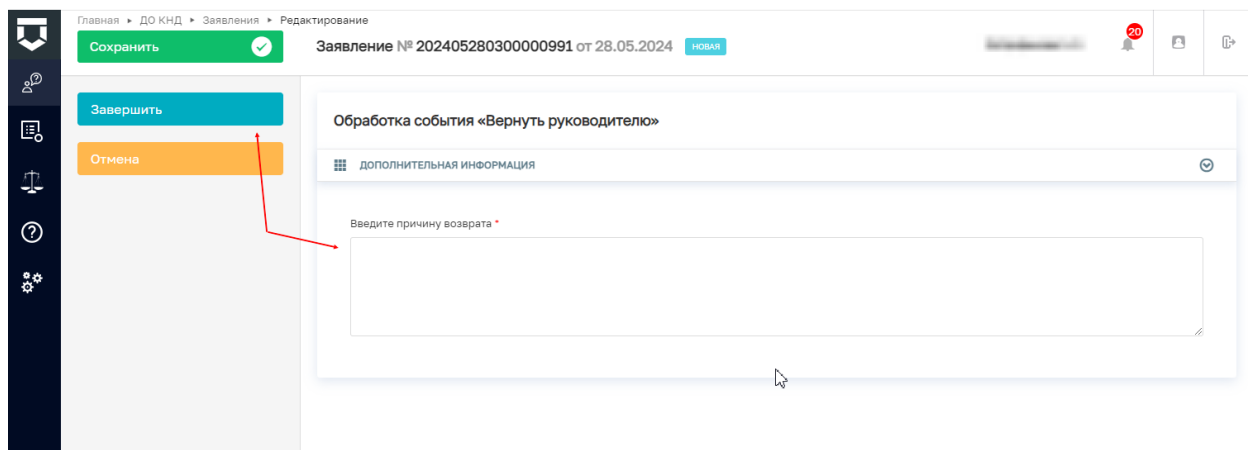 Главная ▸ ДО КНД ▸ Заявления ▸ Редактирование
Сохранить
Заявление № 202405280300000991 от 28.05.2024 НОВАЯ
20
Завершить
Отмена
Обработка события «Вернуть руководителю»
ДОПОЛНИТЕЛЬНАЯ ИНФОРМАЦИЯ
Введите причину возврата *